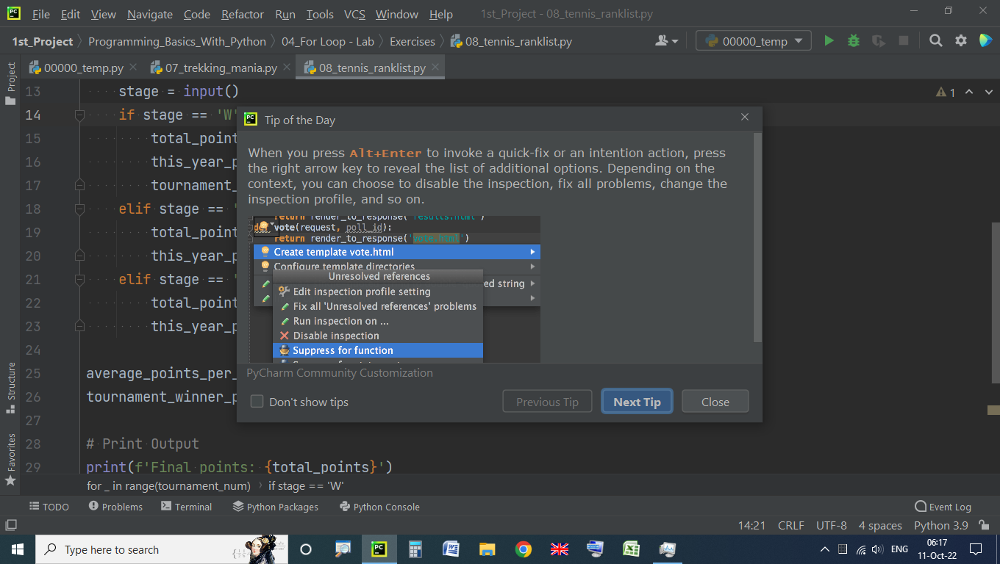 File Edit View Navigate Code Refactor Run Tools VCS Window Help 1st_Project - 08_tennis_ranklist.py
1st_Project Programming_Basics_With_Python 04_For Loop - Lab Exercises 08_tennis_ranklist.py
00000_temp
00000_temp.py 07_trekking_mania.py 08_tennis_ranklist.py
Project
13 stage = input()
1
14 if stage == 'W'
15 total_point
16 this_year_p
17 tournament_
18 elif stage == '
19 total_point
20 this_year_p
21 elif stage == '
22 total_point
23 this_year_p
24
25 average_points_per_
26 tournament_winner_p
27
28 # Print Output
29 print(f'Final points: {total_points}')
Structure
Favorites
Tip of the Day
When you press Alt+Enter to invoke a quick-fix or an intention action, press
the right arrow key to reveal the list of additional options. Depending on the
context, you can choose to disable the inspection, fix all problems, change the
inspection profile, and so on.
return render_to_response('results.html')
def vote(request, poll_id):
return render_to_response('vote.html')
Create template vote.html
Configure template directories
ed string
Unresolved references
Edit inspection profile setting
Fix all 'Unresolved references' problems
Run inspection on ...
Disable inspection
Suppress for function
PyCharm Community Customization
Don't show tips
Previous Tip Next Tip Close
for _ in range(tournament_num) if stage == 'W'
TODO Problems Terminal Python Packages Python Console Event Log
14:21 CRLF UTF-8 4 spaces Python 3.9
Type here to search
ENG
06:17
11-Oct-22